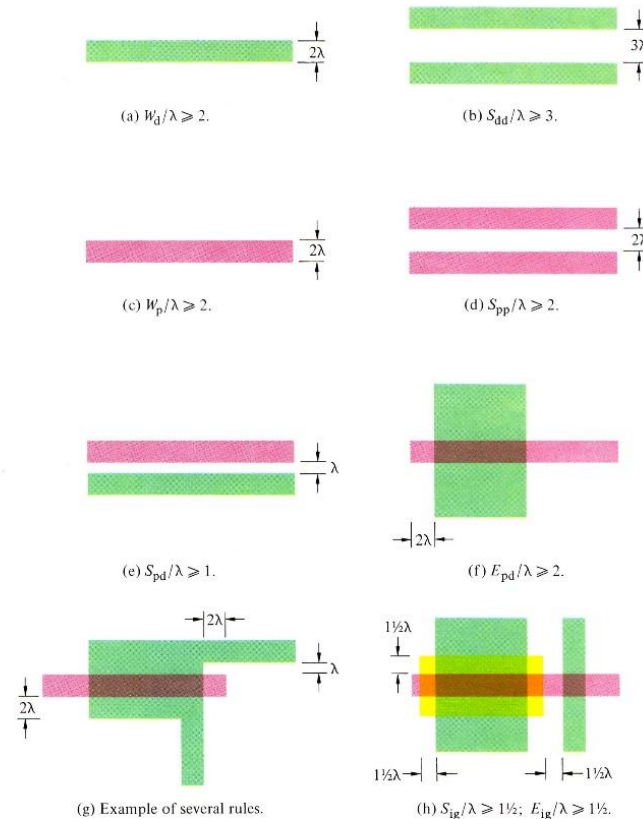 2λ
3λ
(a) W_d/λ ⩾ 2.
(b) S_dd/λ ⩾ 3.
2λ
2λ
(c) W_p/λ ⩾ 2.
(d) S_pp/λ ⩾ 2.
λ
2λ
(e) S_pd/λ ⩾ 1.
(f) E_pd/λ ⩾ 2.
2λ
λ
2λ
1½λ
1½λ
1½λ
(g) Example of several rules.
(h) S_ig/λ ⩾ 1½; E_ig/λ ⩾ 1½.